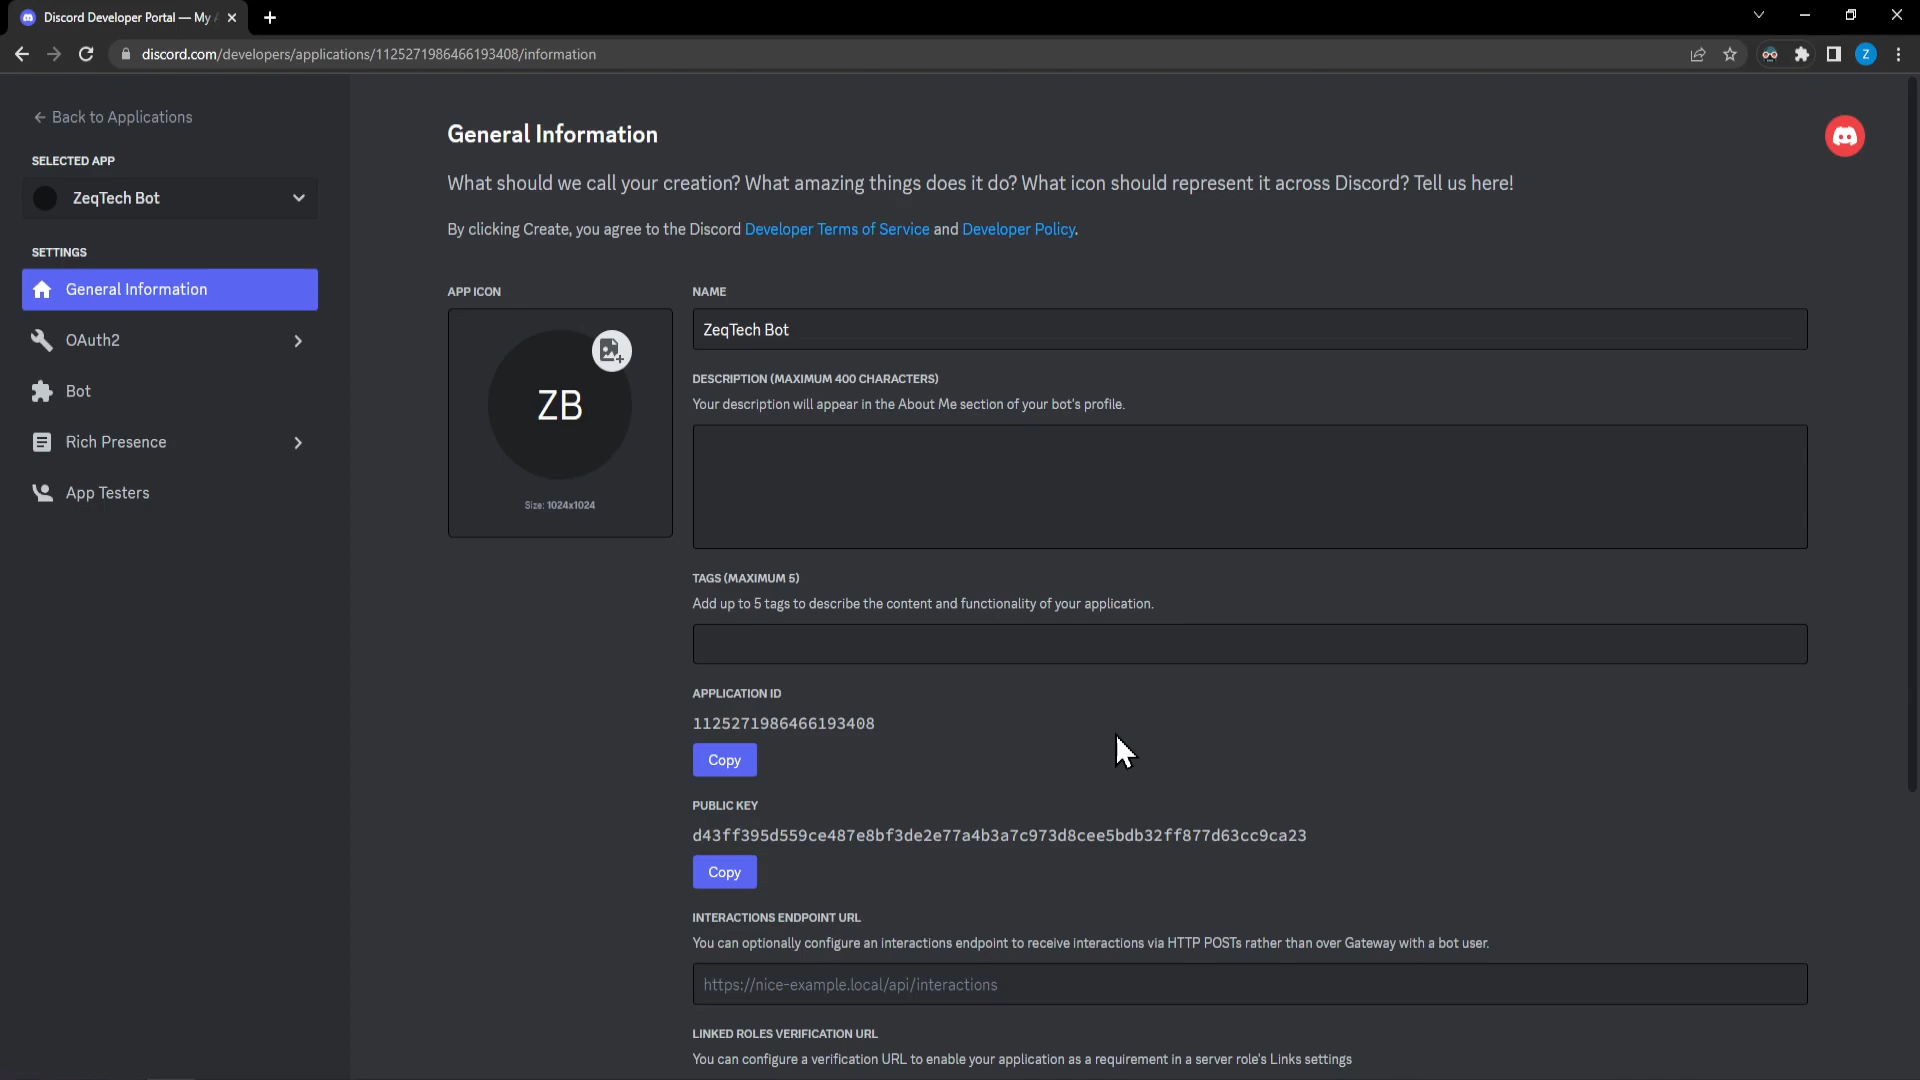 Discord Developer Portal — My
discord.com/developers/applications/1125271986466193408/information
Z
Back to Applications
SELECTED APP
ZeqTech Bot
SETTINGS
General Information
OAuth2
Bot
Rich Presence
App Testers
General Information
What should we call your creation? What amazing things does it do? What icon should represent it across Discord? Tell us here!
By clicking Create, you agree to the Discord Developer Terms of Service and Developer Policy.
APP ICON
ZB
Size: 1024x1024
NAME
ZeqTech Bot
DESCRIPTION (MAXIMUM 400 CHARACTERS)
Your description will appear in the About Me section of your bot's profile.
TAGS (MAXIMUM 5)
Add up to 5 tags to describe the content and functionality of your application.
APPLICATION ID
1125271986466193408
Copy
PUBLIC KEY
d43ff395d559ce487e8bf3de2e77a4b3a7c973d8cee5bdb32ff877d63cc9ca23
Copy
INTERACTIONS ENDPOINT URL
You can optionally configure an interactions endpoint to receive interactions via HTTP POSTs rather than over Gateway with a bot user.
https://nice-example.local/api/interactions
LINKED ROLES VERIFICATION URL
You can configure a verification URL to enable your application as a requirement in a server role's Links settings